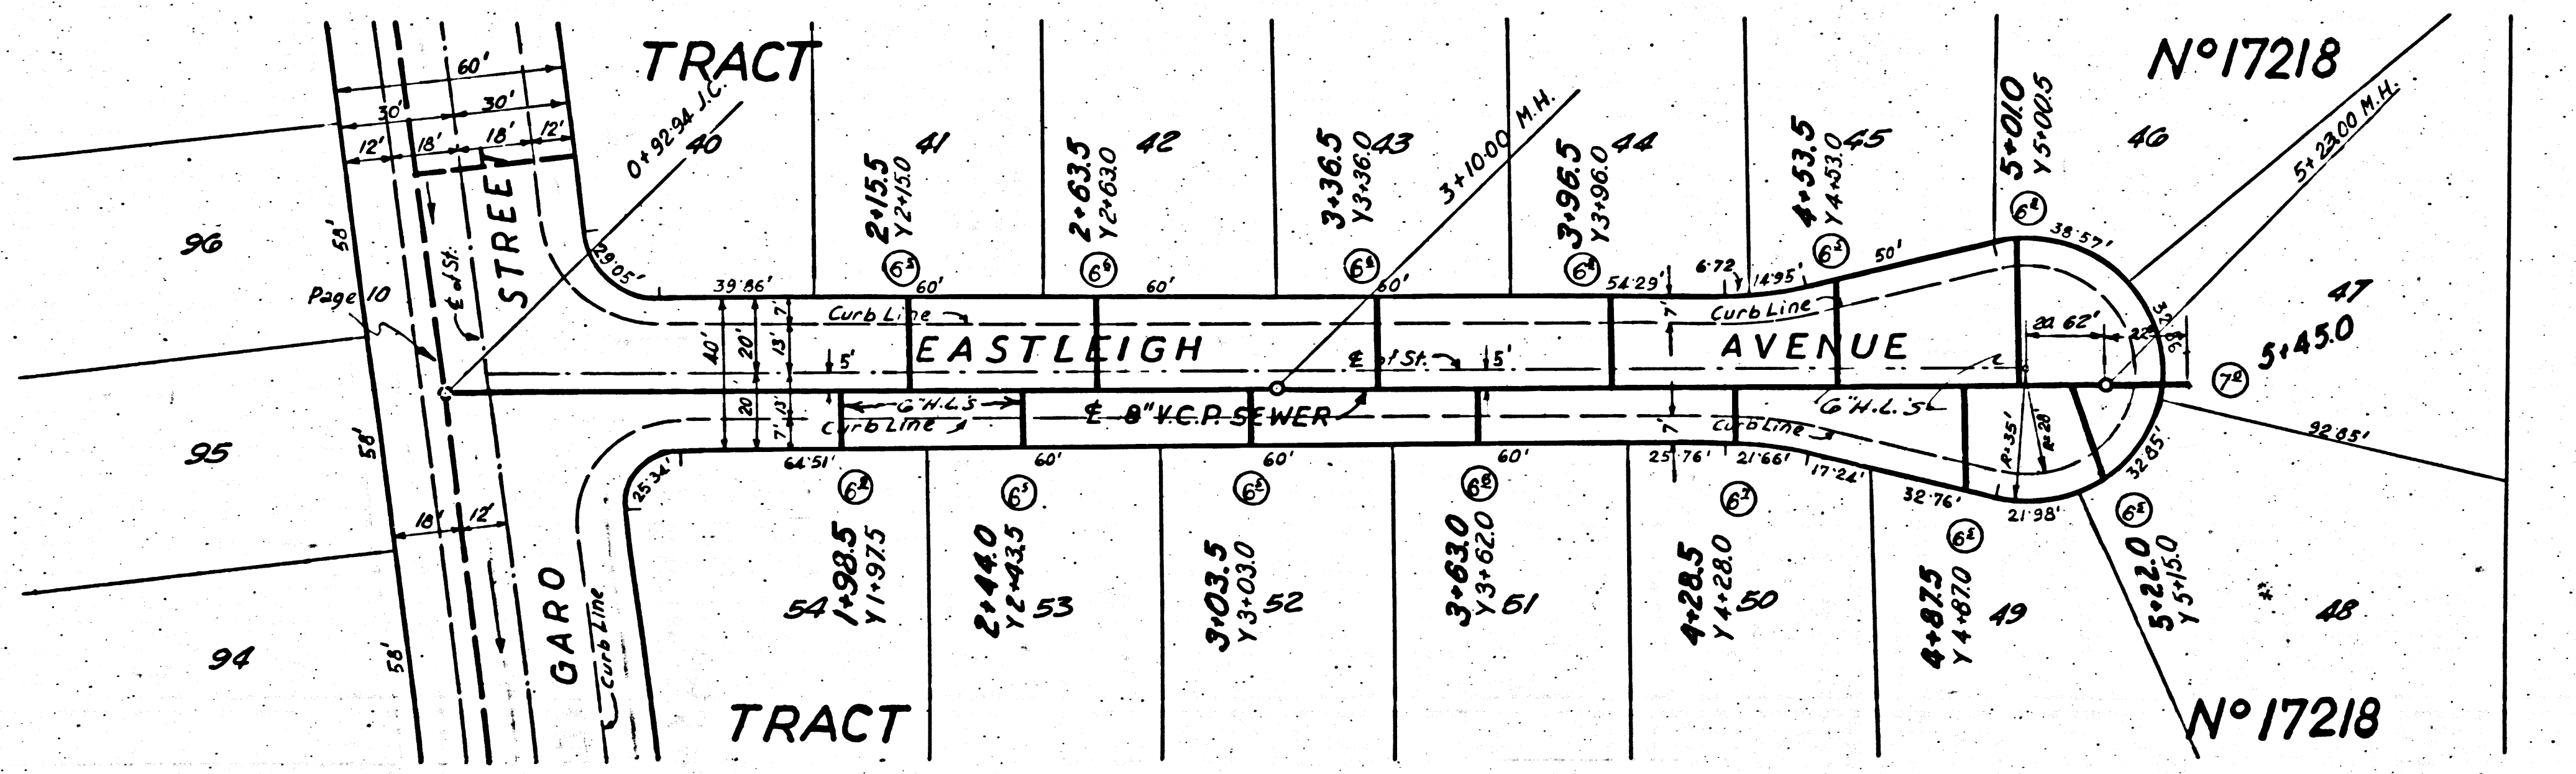 TRACT
Nº 17218
60'
30'
30'
12'
18'
18'
12'
0+92.94 J.C.
40
41
42
43
44
45
46
47
2+15.5
Y2+15.0
2+63.5
Y2+63.0
3+36.5
Y3+36.0
3+10.00 M.H.
3+96.5
Y3+96.0
4+53.5
Y4+53.0
5+01.0
Y5+00.5
5+23.00 M.H.
96
95
94
58'
58'
58'
Page 10
℄ of St.
STREET
29.05'
39.86'
60'
60'
60'
54.29'
6.72
14.95'
50'
38.57'
Curb Line
Curb Line
40'
20'
13'
7'
5'
EASTLEIGH
℄ of St.
5'
7'
AVENUE
22.62'
5+45.0
20
13'
7'
6"H.L.'S
℄ 8" V.C.P. SEWER
6"H.L.'S
Curb Line
Curb Line
7'
R=35'
R=28'
92.85'
32.85'
25.34'
64.51'
60'
60'
60'
25.76'
21.66'
17.24'
32.76'
21.98'
18'
12'
GARO
Curb Line
54
1+98.5
Y1+97.5
2+44.0
Y2+43.5
53
3+03.5
Y3+03.0
52
3+63.0
Y3+62.0
51
4+28.5
Y4+28.0
50
4+87.5
Y4+87.0
49
5+22.0
Y5+15.0
48
TRACT
Nº 17218